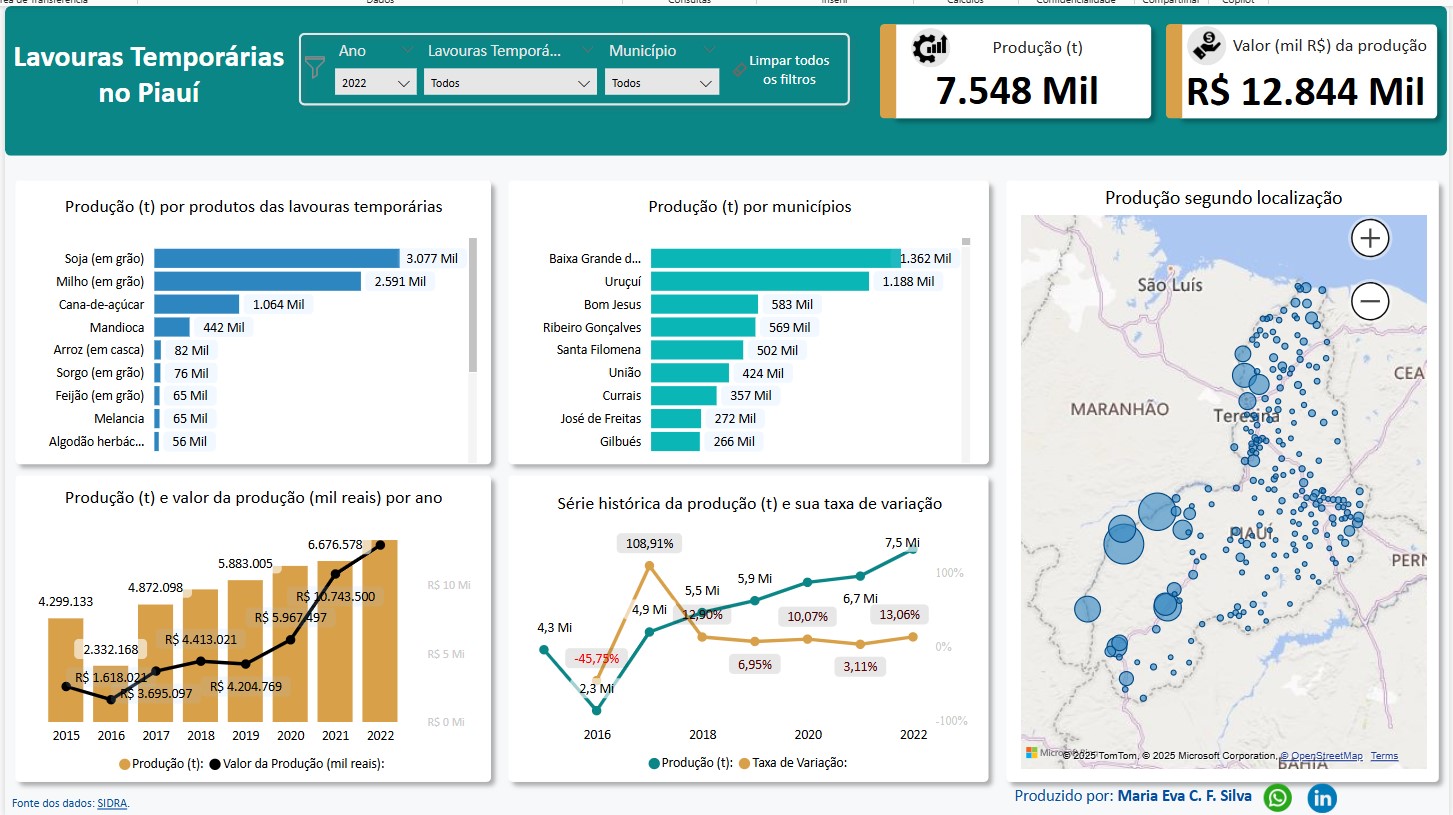 Lavouras Temporárias
no Piauí
Ano
Lavouras Temporá...
Município
2022
Todos
Todos
Limpar todos
os filtros
Produção (t)
7.548 Mil
Valor (mil R$) da produção
R$ 12.844 Mil
Produção (t) por produtos das lavouras temporárias
Soja (em grão) 3.077 Mil
Milho (em grão) 2.591 Mil
Cana-de-açúcar 1.064 Mil
Mandioca 442 Mil
Arroz (em casca) 82 Mil
Sorgo (em grão) 76 Mil
Feijão (em grão) 65 Mil
Melancia 65 Mil
Algodão herbác... 56 Mil
Produção (t) por municípios
Baixa Grande d... 1.362 Mil
Uruçuí 1.188 Mil
Bom Jesus 583 Mil
Ribeiro Gonçalves 569 Mil
Santa Filomena 502 Mil
União 424 Mil
Currais 357 Mil
José de Freitas 272 Mil
Gilbués 266 Mil
Produção segundo localização
São Luís
MARANHÃO
Teresina
CEA
PIAUÍ
PERN
BAHIA
© 2025 TomTom, © 2025 Microsoft Corporation, © OpenStreetMap Terms
Produção (t) e valor da produção (mil reais) por ano
4.299.133
2.332.168
4.872.098
5.883.005
6.676.578
R$ 1.618.021
R$ 3.695.097
R$ 4.413.021
R$ 4.204.769
R$ 5.967.497
R$ 10.743.500
R$ 10 Mi
R$ 5 Mi
R$ 0 Mi
2015 2016 2017 2018 2019 2020 2021 2022
Produção (t): Valor da Produção (mil reais):
Série histórica da produção (t) e sua taxa de variação
108,91%
7,5 Mi
5,9 Mi
5,5 Mi
4,9 Mi
6,7 Mi
4,3 Mi
12,90%
10,07%
13,06%
-45,75%
6,95%
3,11%
2,3 Mi
100%
0%
-100%
2016 2018 2020 2022
Produção (t): Taxa de Variação:
Fonte dos dados: SIDRA.
Produzido por: Maria Eva C. F. Silva
in